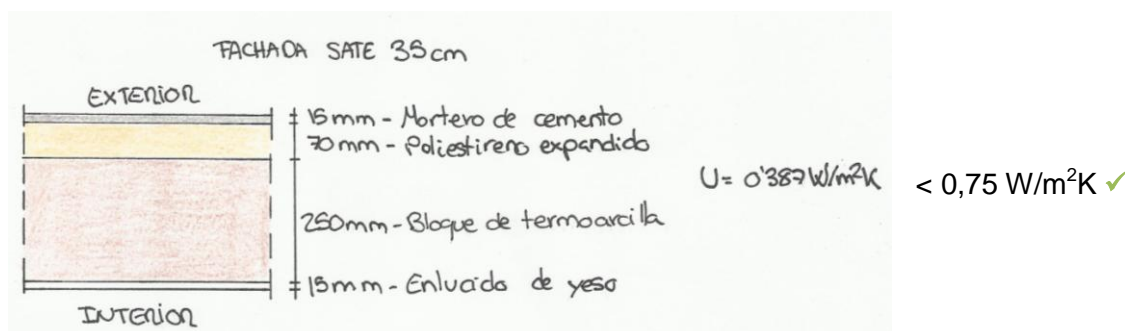 FACHADA SATE 35cm
EXTERIOR
15mm - Mortero de cemento
70mm - Poliestireno expandido
U= 0'387 W/m²K < 0,75 W/m²K ✓
250mm - Bloque de termoarcilla
15mm - Enlucido de yeso
INTERIOR